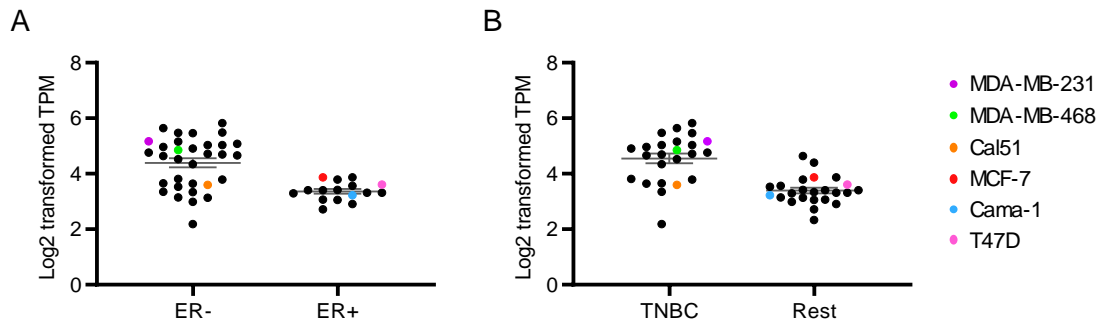 A
Log2 transformed TPM
8
6
4
2
0
ER-
ER+
B
Log2 transformed TPM
8
6
4
2
0
TNBC
Rest
MDA-MB-231
MDA-MB-468
Cal51
MCF-7
Cama-1
T47D